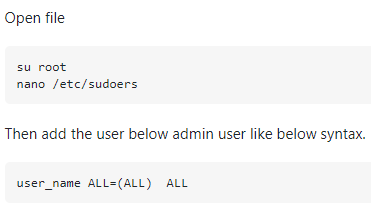 Open file
su root
nano /etc/sudoers
Then add the user below admin user like below syntax.
user_name ALL=(ALL)  ALL